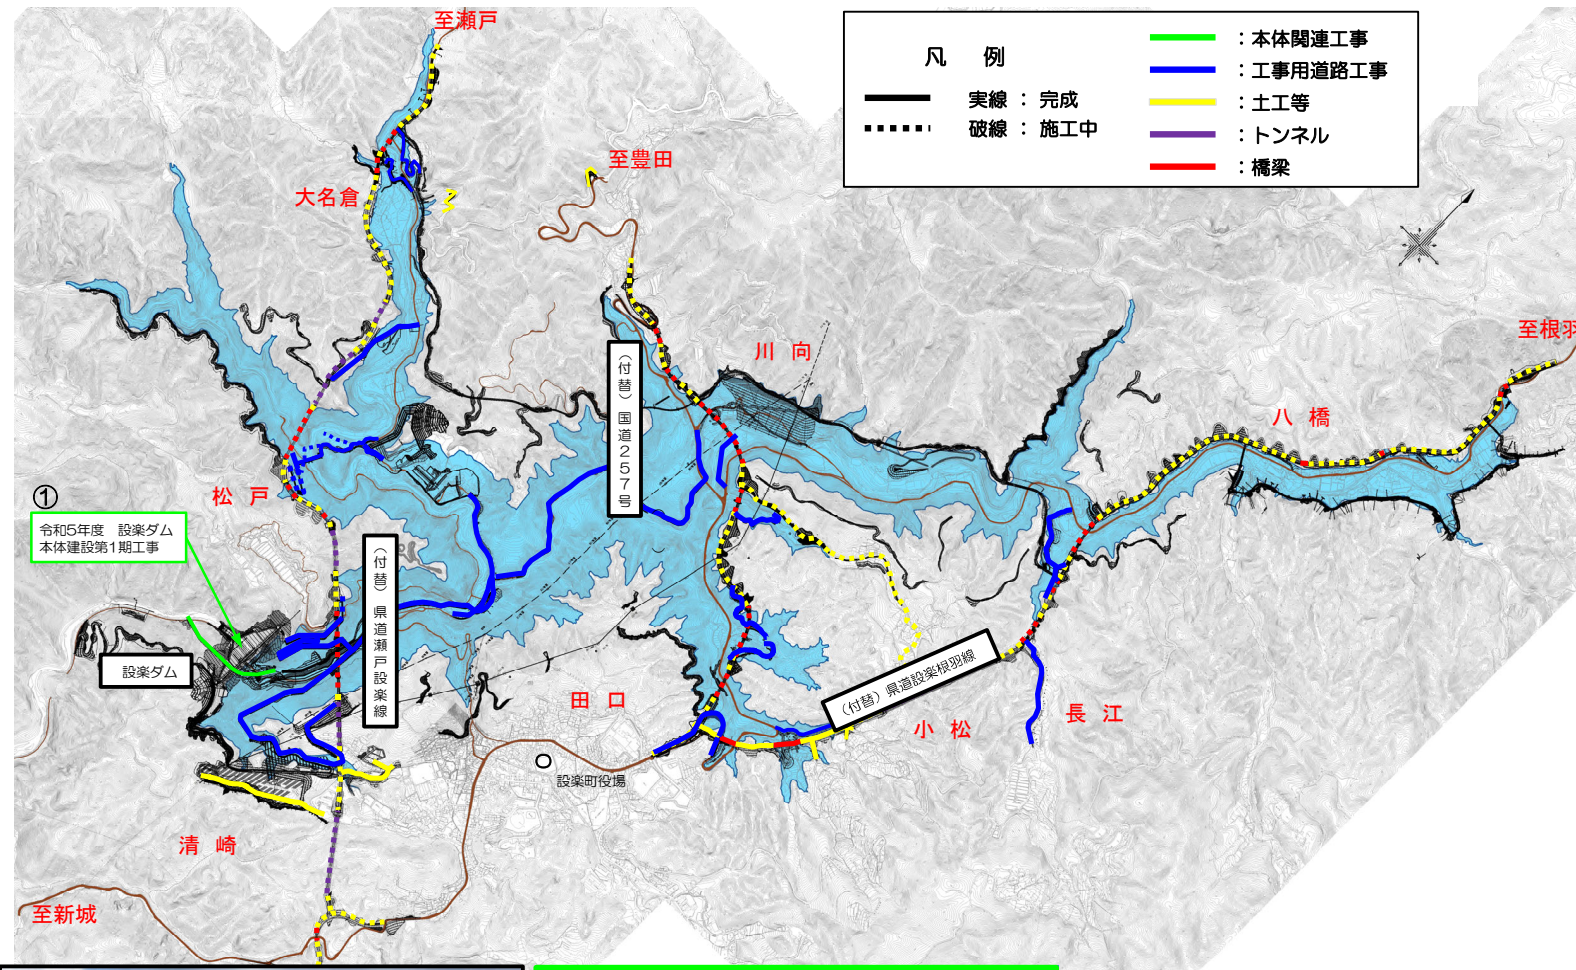 至瀬戸
凡 例
実線 ： 完成
破線 ： 施工中
：本体関連工事
：工事用道路工事
：土工等
：トンネル
：橋梁
至豊田
大名倉
川 向
至根羽
八 橋
（付替）国道２５７号
松 戸
①
令和5年度 設楽ダム
本体建設第1期工事
（付替）県道瀬戸設楽線
設楽ダム
田 口
（付替）県道設楽根羽線
小 松
長 江
設楽町役場
清 崎
至新城